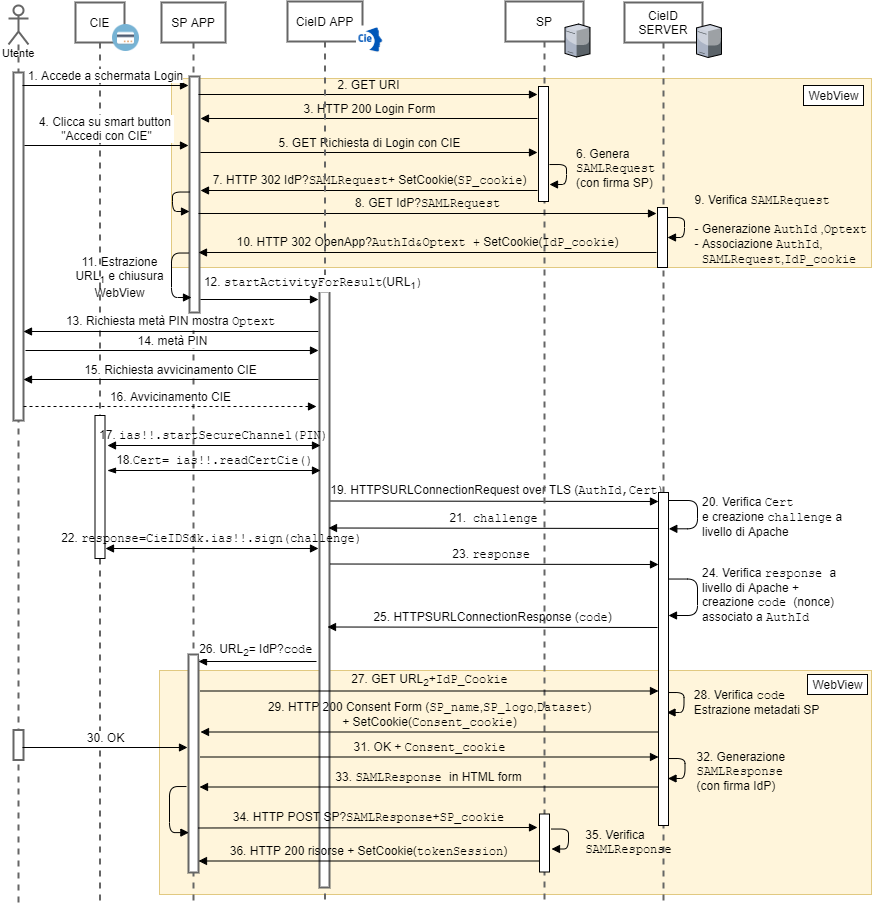 Utente
CIE
SP APP
CieID APP
Cie
SP
CieID
SERVER
WebView
1. Accede a schermata Login
2. GET URI
3. HTTP 200 Login Form
4. Clicca su smart button
"Accedi con CIE"
5. GET Richiesta di Login con CIE
6. Genera
SAMLRequest
(con firma SP)
7. HTTP 302 IdP?SAMLRequest+ SetCookie(SP_cookie)
8. GET IdP?SAMLRequest
9. Verifica SAMLRequest
- Generazione AuthId ,Optext
- Associazione AuthId,
SAMLRequest,IdP_cookie
10. HTTP 302 OpenApp?AuthId&Optext + SetCookie(IdP_cookie)
11. Estrazione
URL1 e chiusura
WebView
12. startActivityForResult(URL1)
13. Richiesta metà PIN mostra Optext
14. metà PIN
15. Richiesta avvicinamento CIE
16. Avvicinamento CIE
17. ias!!.startSecureChannel(PIN)
18.Cert= ias!!.readCertCie()
19. HTTPSURLConnectionRequest over TLS (AuthId,Cert)
20. Verifica Cert
e creazione challenge a
livello di Apache
21. challenge
22. response=CieIDSdk.ias!!.sign(challenge)
23. response
24. Verifica response a
livello di Apache +
creazione code (nonce)
associato a AuthId
25. HTTPSURLConnectionResponse (code)
26. URL2= IdP?code
WebView
27. GET URL2+IdP_Cookie
28. Verifica code
Estrazione metadati SP
29. HTTP 200 Consent Form (SP_name,SP_logo,Dataset)
+ SetCookie(Consent_cookie)
30. OK
31. OK + Consent_cookie
32. Generazione
SAMLResponse
(con firma IdP)
33. SAMLResponse in HTML form
34. HTTP POST SP?SAMLResponse+SP_cookie
35. Verifica
SAMLResponse
36. HTTP 200 risorse + SetCookie(tokenSession)